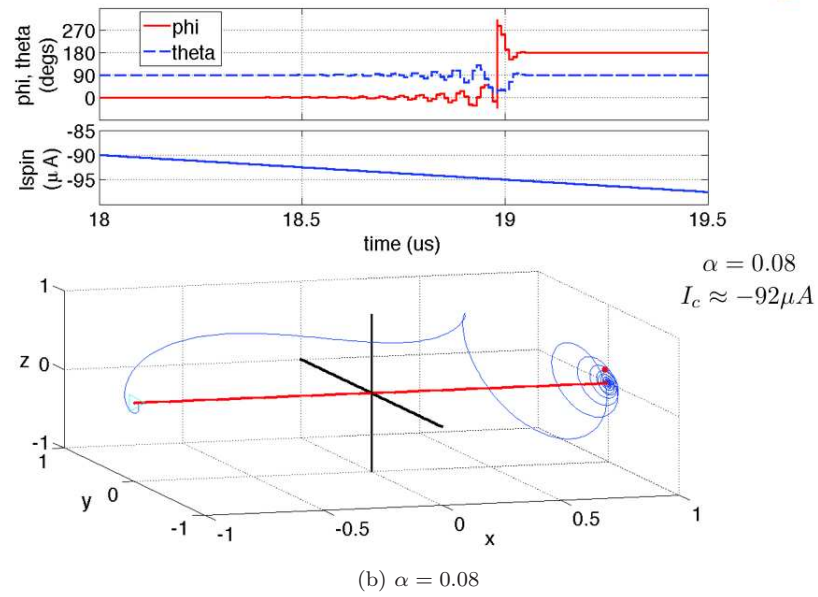 270
180
90
0
phi, theta
(degs)
phi
theta
-85
-90
-95
Ispin
(μ A)
18
18.5
19
19.5
time (us)
α = 0.08
I_c ≈ −92μA
1
0
-1
z
1
0
-1
y
-1
-0.5
0
0.5
1
x
(b) α = 0.08